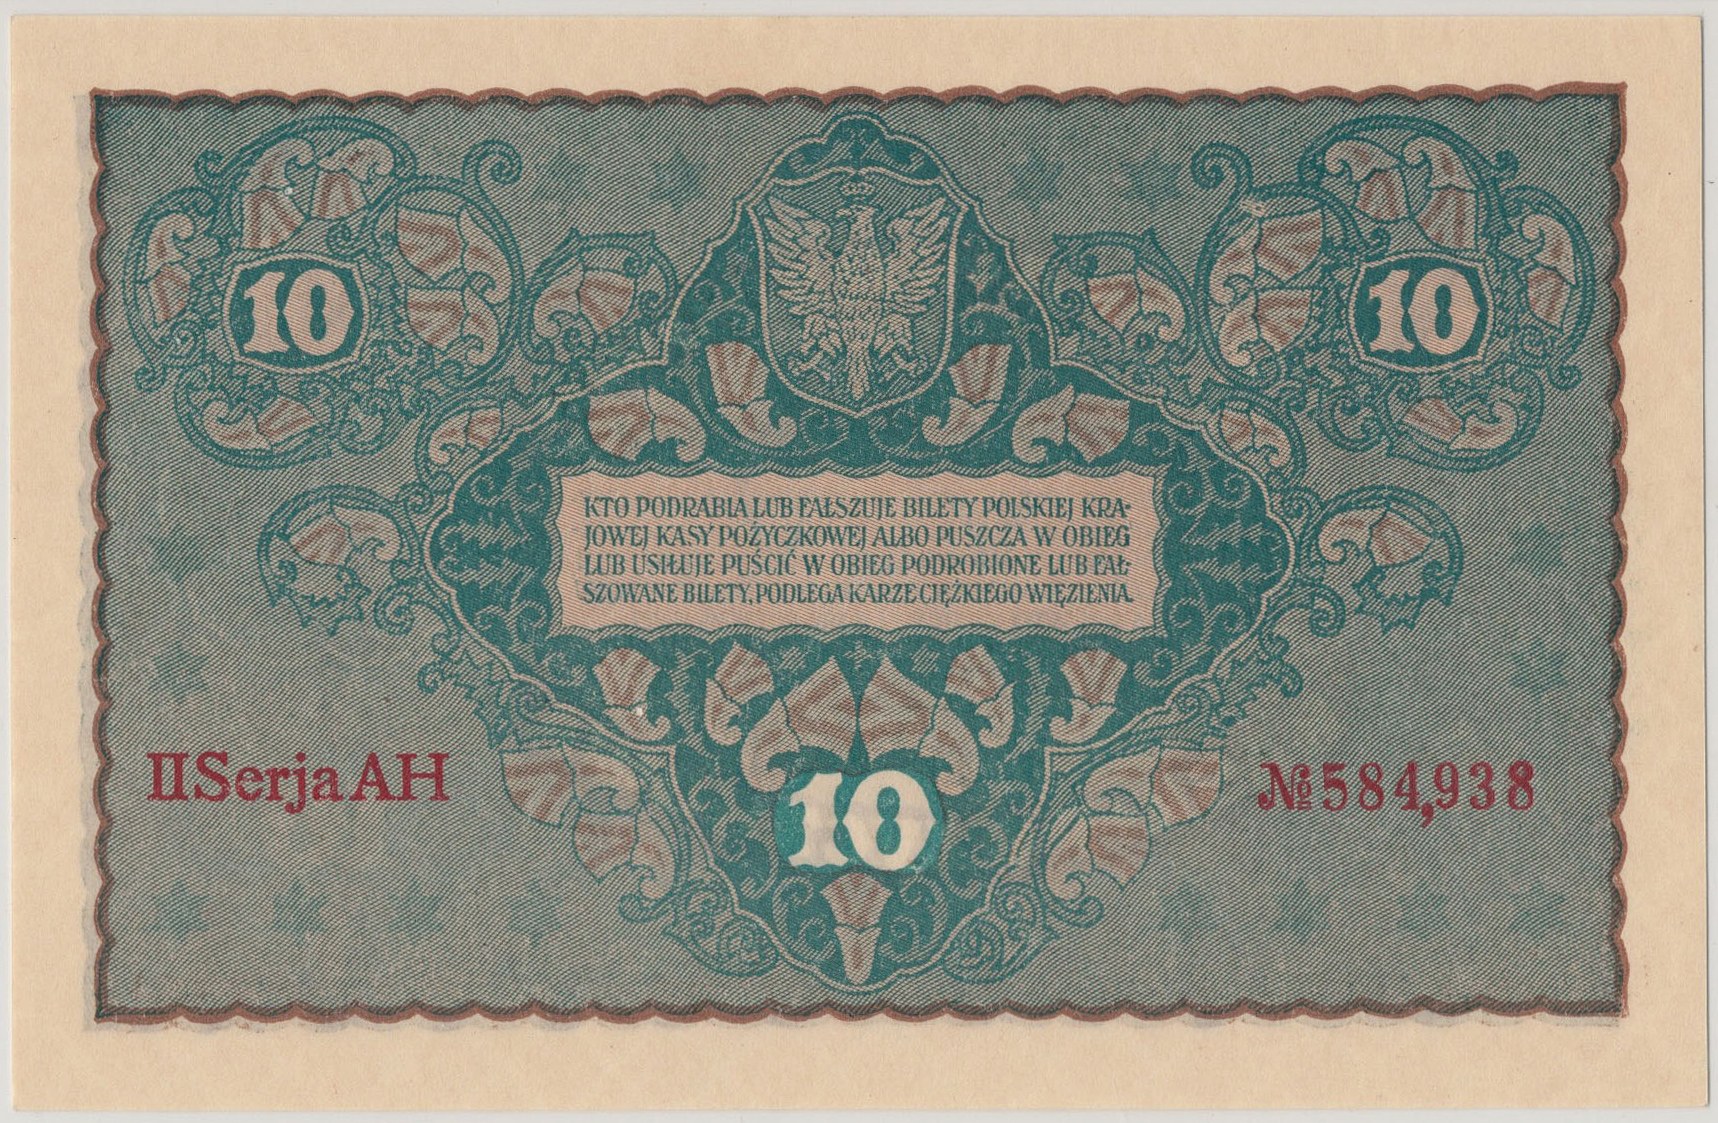 10
10
KTO PODRABIA LUB FAŁSZUJE BILETY POLSKIEJ KRA-
JOWEJ KASY POŻYCZKOWEJ ALBO PUSZCZA W OBIEG
LUB USIŁUJE PUŚCIĆ W OBIEG PODROBIONE LUB FAŁ-
SZOWANE BILETY, PODLEGA KARZE CIĘŻKIEGO WIĘZIENIA.
II Serja AH
№ 584,938
10